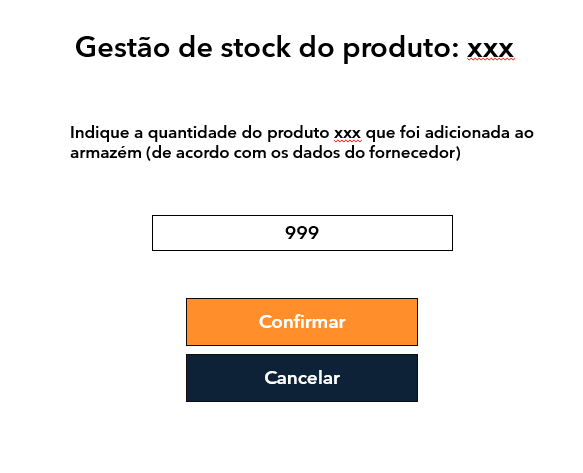 Gestão de stock do produto: xxx
Indique a quantidade do produto xxx que foi adicionada ao
armazém (de acordo com os dados do fornecedor)
999
Confirmar
Cancelar